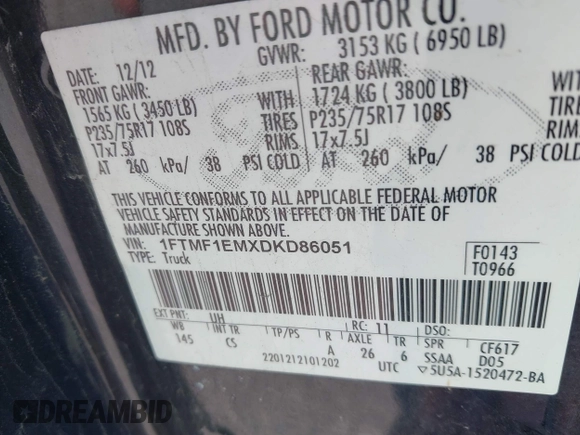 MFD. BY FORD MOTOR CO.
DATE: 12/12 GVWR: 3153 KG ( 6950 LB)
FRONT GAWR: REAR GAWR: WIT
1565 KG ( 3450 LB) WITH 1724 KG ( 3800 LB) TIRE
P235/75R17 108S TIRES P235/75R17 108S RIMS
17x7.5J RIMS 17x7.5J
AT 260 kPa/ 38 PSI COLD AT 260 kPa/ 38 PSI COLD
THIS VEHICLE CONFORMS TO ALL APPLICABLE FEDERAL MOTOR
VEHICLE SAFETY STANDARDS IN EFFECT ON THE DATE OF
MANUFACTURE SHOWN ABOVE.
VIN: 1FTMF1EMXDKD86051 F0143
TYPE: Truck T0966
EXT PNT: UH RC: 11 DSO:
WB INT TR TP/PS R AXLE TR SPR CF617
145 CS A 26 6 SSAA D05
2201212101202 UTC 5U5A-1520472-BA
DREAMBID